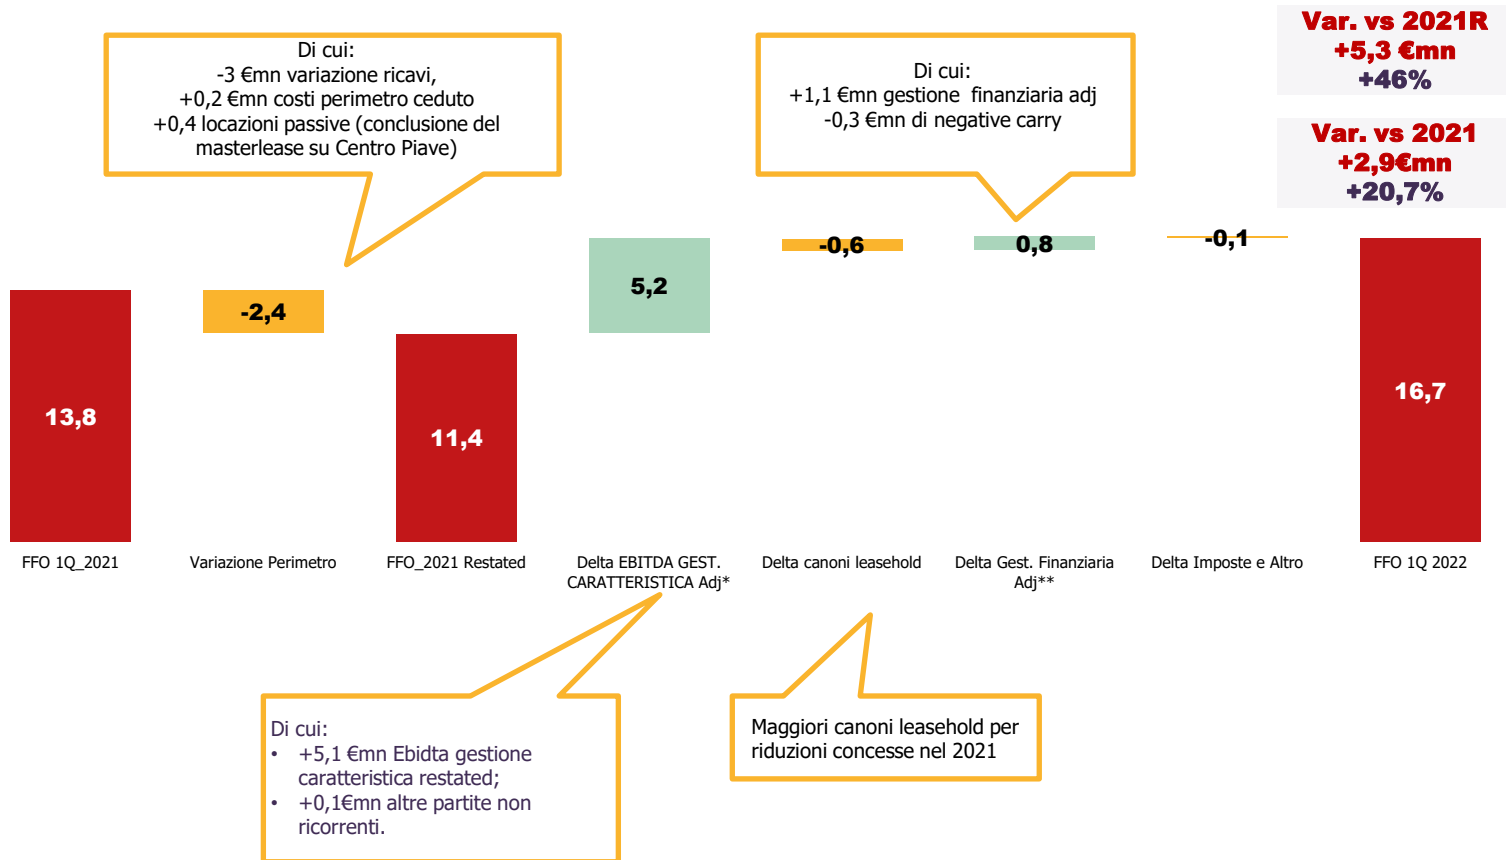 Var. vs 2021R
+5,3 €mn
+46%
Var. vs 2021
+2,9€mn
+20,7%
Di cui:
-3 €mn variazione ricavi,
+0,2 €mn costi perimetro ceduto
+0,4 locazioni passive (conclusione del
masterlease su Centro Piave)
Di cui:
+1,1 €mn gestione  finanziaria adj
-0,3 €mn di negative carry
13,8
-2,4
11,4
5,2
-0,6
0,8
-0,1
16,7
FFO 1Q_2021
Variazione Perimetro
FFO_2021 Restated
Delta EBITDA GEST.
CARATTERISTICA Adj*
Delta canoni leasehold
Delta Gest. Finanziaria
Adj**
Delta Imposte e Altro
FFO 1Q 2022
Di cui:
• +5,1 €mn Ebidta gestione
caratteristica restated;
• +0,1€mn altre partite non
ricorrenti.
Maggiori canoni leasehold per
riduzioni concesse nel 2021